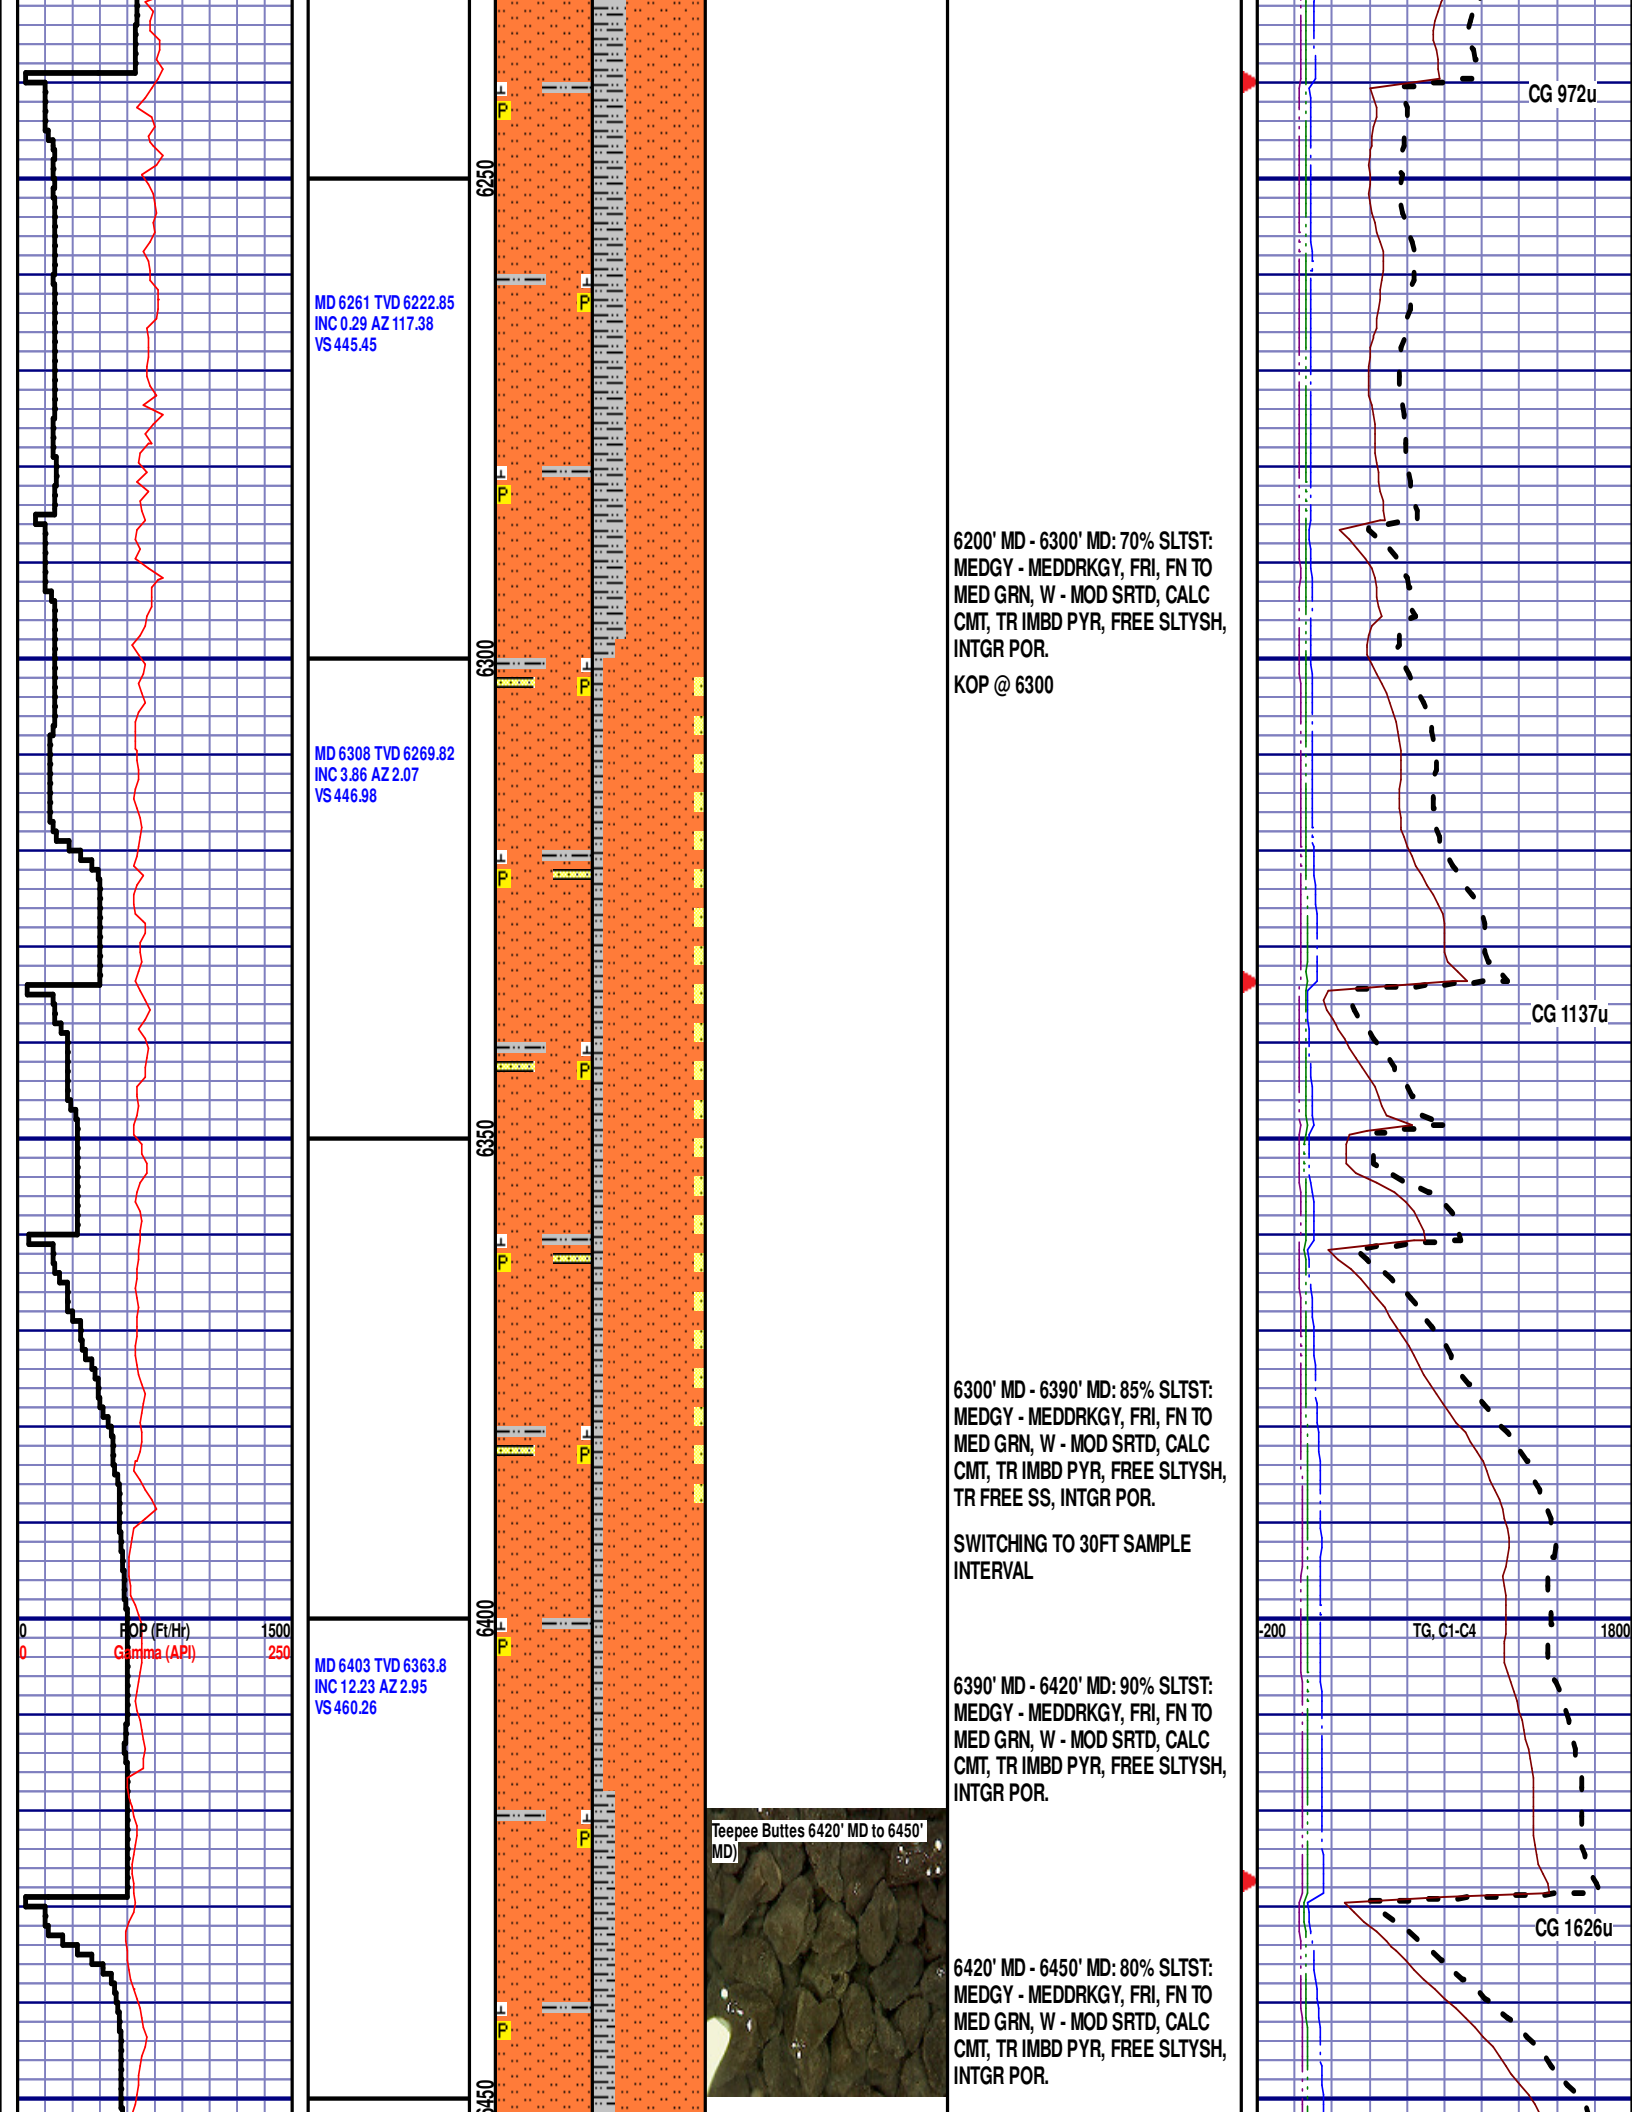 CG 972u
6250
MD 6261 TVD 6222.85
INC 0.29 AZ 117.38
VS 445.45
6200' MD - 6300' MD: 70% SLTST:
MEDGY - MEDDRKGY, FRI, FN TO
MED GRN, W - MOD SRTD, CALC
CMT, TR IMBD PYR, FREE SLTYSH,
INTGR POR.
KOP @ 6300
6300
MD 6308 TVD 6269.82
INC 3.86 AZ 2.07
VS 446.98
CG 1137u
6350
6300' MD - 6390' MD: 85% SLTST:
MEDGY - MEDDRKGY, FRI, FN TO
MED GRN, W - MOD SRTD, CALC
CMT, TR IMBD PYR, FREE SLTYSH,
TR FREE SS, INTGR POR.
SWITCHING TO 30FT SAMPLE
INTERVAL
6400
0 ROP (Ft/Hr) 1500
0 Gamma (API) 250
-200 TG, C1-C4 1800
MD 6403 TVD 6363.8
INC 12.23 AZ 2.95
VS 460.26
6390' MD - 6420' MD: 90% SLTST:
MEDGY - MEDDRKGY, FRI, FN TO
MED GRN, W - MOD SRTD, CALC
CMT, TR IMBD PYR, FREE SLTYSH,
INTGR POR.
Teepee Buttes 6420' MD to 6450'
MD)
CG 1626u
6420' MD - 6450' MD: 80% SLTST:
MEDGY - MEDDRKGY, FRI, FN TO
MED GRN, W - MOD SRTD, CALC
CMT, TR IMBD PYR, FREE SLTYSH,
INTGR POR.
6450
P
P
P
P
P
P
P
P
P
P
P